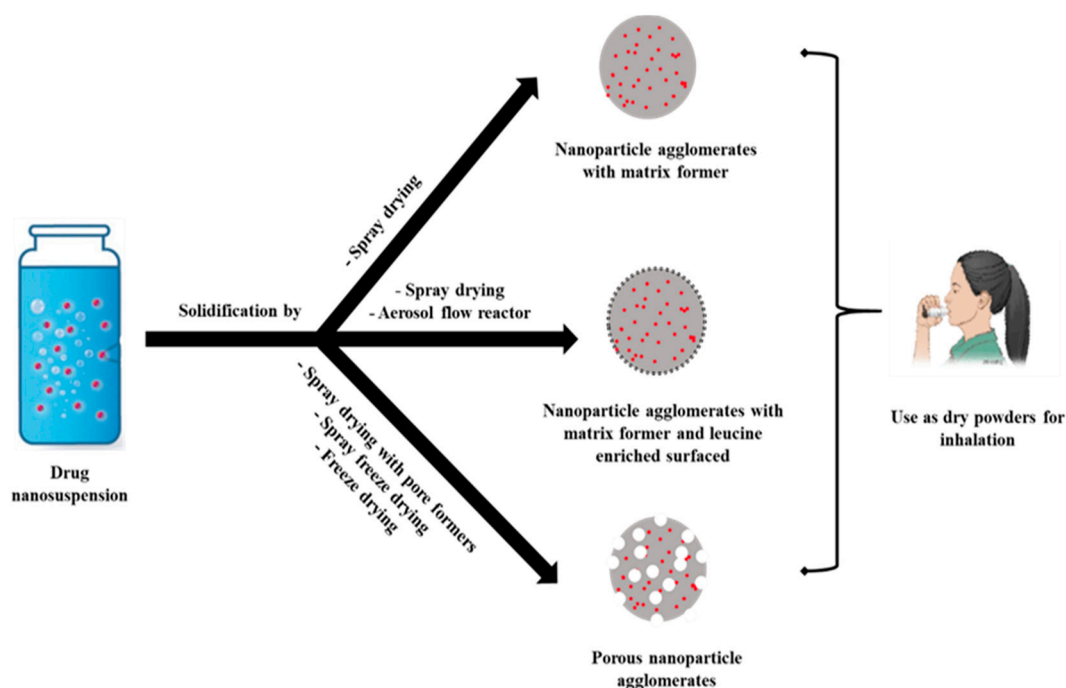 Drug
nanosuspension
Solidification by
- Spray drying
- Spray drying
- Aerosol flow reactor
- Spray drying with pore formers
- Spray freeze drying
- Freeze drying
Nanoparticle agglomerates
with matrix former
Nanoparticle agglomerates with
matrix former and leucine
enriched surfaced
Porous nanoparticle
agglomerates
Use as dry powders for
inhalation